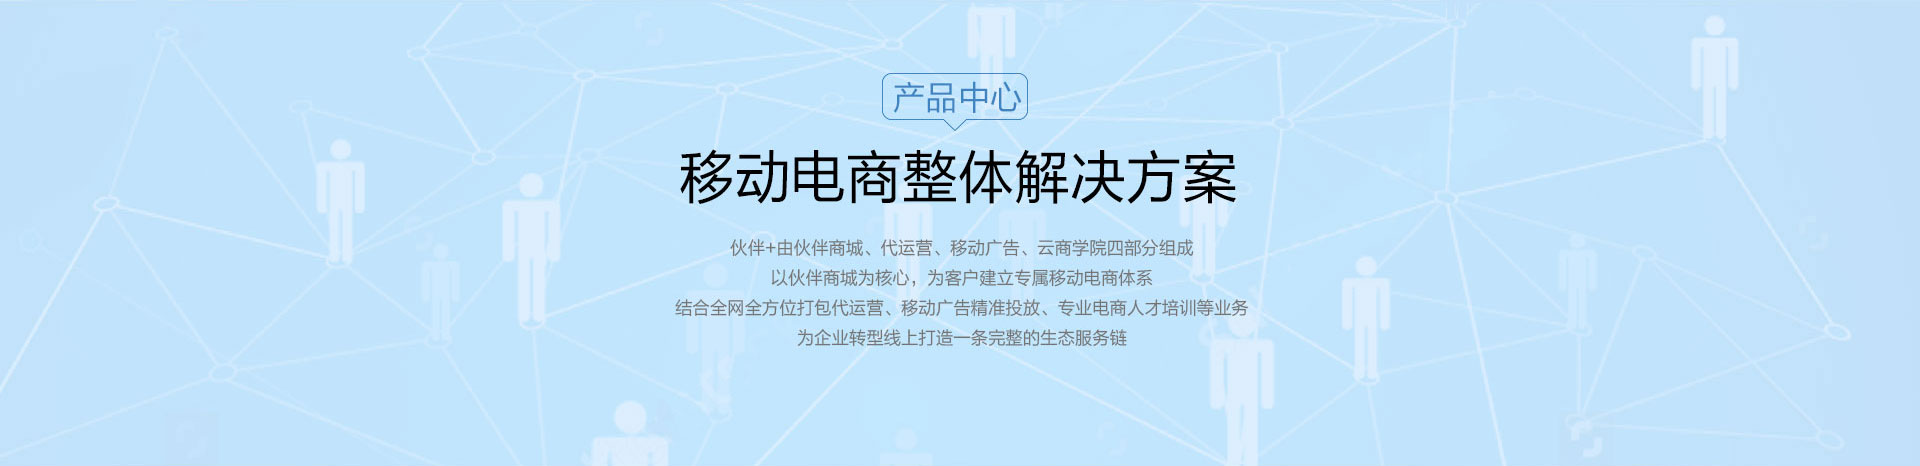 产品中心
移动电商整体解决方案
伙伴+由伙伴商城、代运营、移动广告、云商学院四部分组成
以伙伴商城为核心，为客户建立专属移动电商体系
结合全网全方位打包代运营、移动广告精准投放、专业电商人才培训等业务
为企业转型线上打造一条完整的生态服务链